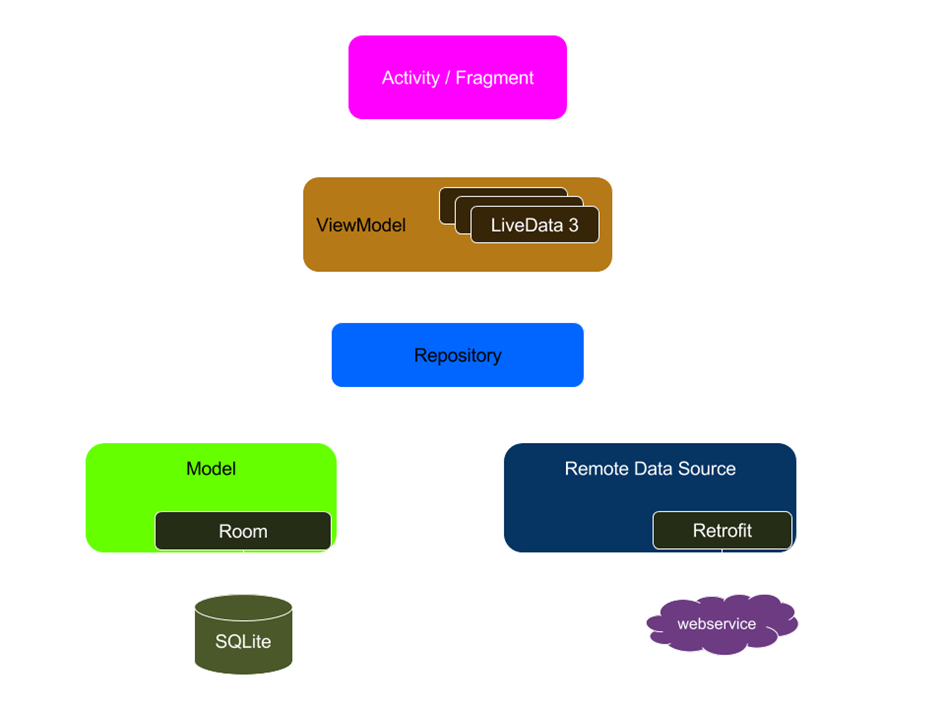 Activity / Fragment
ViewModel
LiveData 3
Repository
Model
Remote Data Source
Room
Retrofit
SQLite
webservice